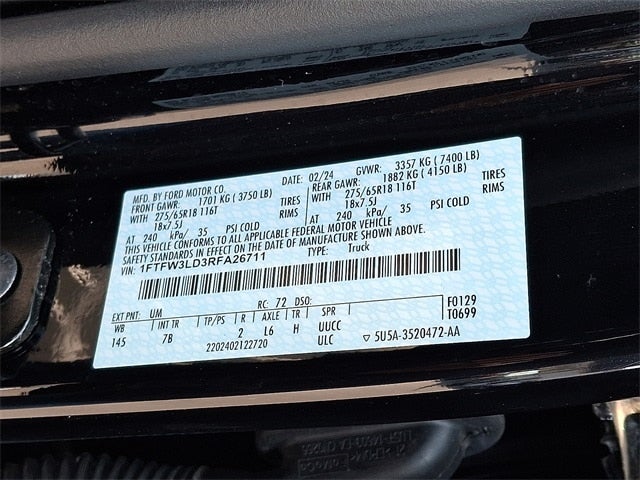 MFD. BY FORD MOTOR CO. DATE: 02/24 GVWR: 3357 KG ( 7400 LB)
FRONT GAWR: 1701 KG ( 3750 LB) REAR GAWR: 1882 KG ( 4150 LB)
WITH 275/65R18 116T TIRES WITH 275/65R18 116T TIRES
18x7.5J RIMS 18x7.5J RIMS
AT 240 kPa/ 35 PSI COLD AT 240 kPa/ 35 PSI COLD
THIS VEHICLE CONFORMS TO ALL APPLICABLE FEDERAL MOTOR VEHICLE
SAFETY STANDARDS IN EFFECT ON THE DATE OF MANUFACTURE SHOWN ABOVE.
VIN: 1FTFW3LD3RFA26711 TYPE: Truck
EXT PNT: UM RC: 72 DSO: F0129
WB INT TR TP/PS R AXLE TR SPR T0699
145 7B 2 L6 H UUCC
2202402122720 ULC ▽ 5U5A-3520472-AA